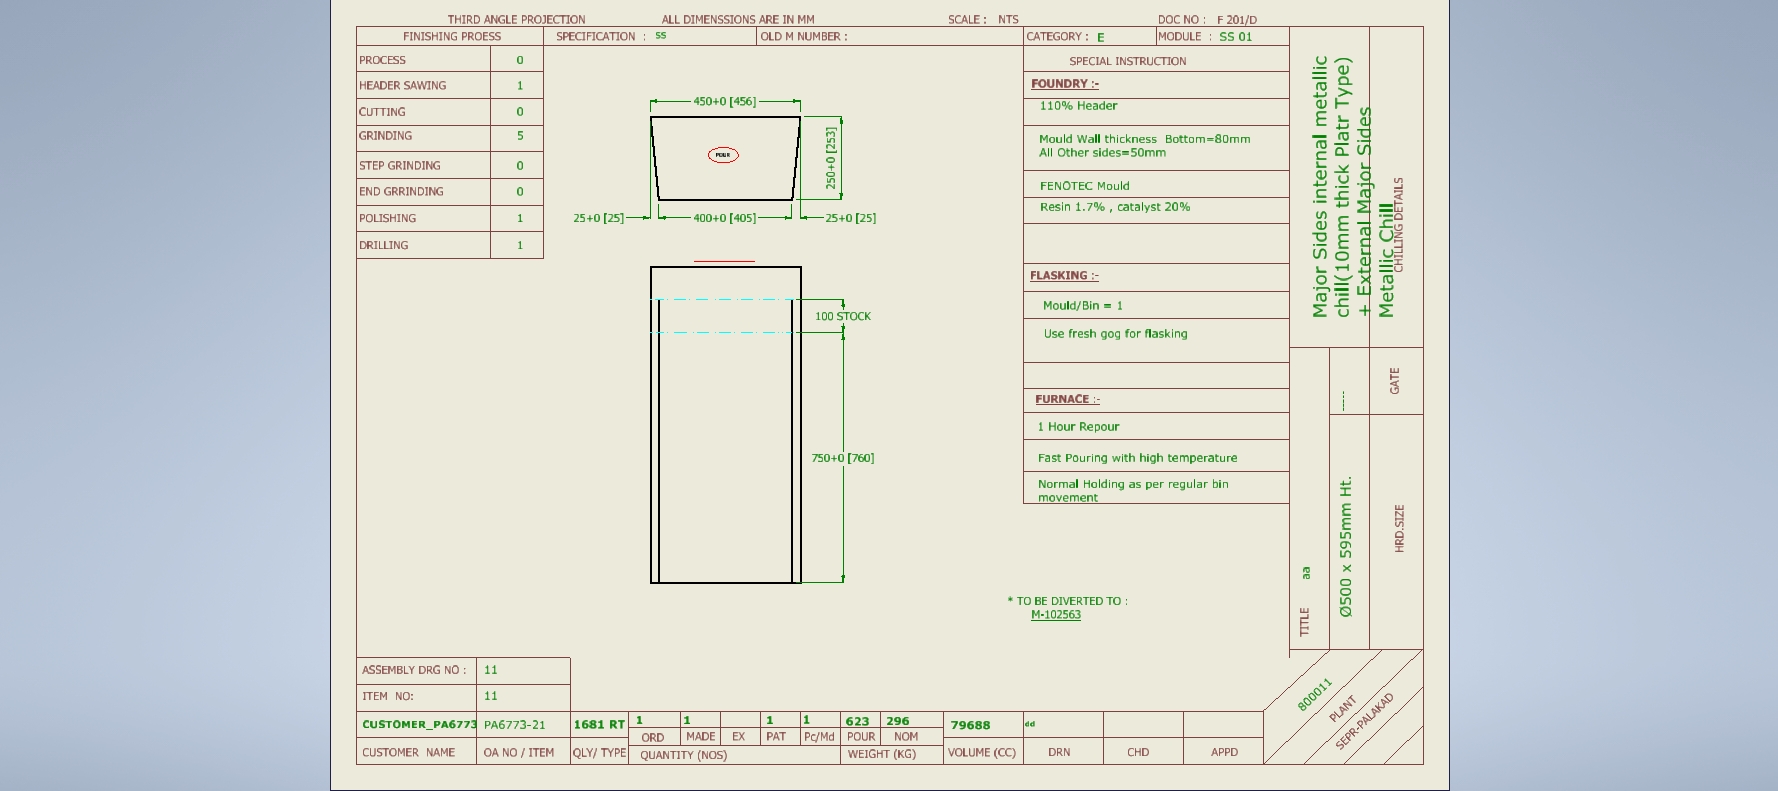 THIRD ANGLE PROJECTION ALL DIMENSSIONS ARE IN MM SCALE : NTS DOC NO : F 201/D
FINISHING PROESS SPECIFICATION : SS OLD M NUMBER : CATEGORY : E MODULE : SS 01
PROCESS 0
HEADER SAWING 1
CUTTING 0
GRINDING 5
STEP GRINDING 0
END GRRINDING 0
POLISHING 1
DRILLING 1
450+0 [456]
POUR
250+0 [253]
25+0 [25] 400+0 [405] 25+0 [25]
100 STOCK
750+0 [760]
SPECIAL INSTRUCTION
FOUNDRY :-
110% Header
Mould Wall thickness Bottom=80mm
All Other sides=50mm
FENOTEC Mould
Resin 1.7% , catalyst 20%
FLASKING :-
Mould/Bin = 1
Use fresh gog for flasking
FURNACE :-
1 Hour Repour
Fast Pouring with high temperature
Normal Holding as per regular bin
movement
* TO BE DIVERTED TO :
M-102563
Major Sides internal metallic
chill(10mm thick Platr Type)
+ External Major Sides
Metallic Chill
CHILLING DETAILS
------
GATE
Ø500 x 595mm Ht.
HRD.SIZE
TITLE aa
800011
PLANT
SEPR-PALAKAD
ASSEMBLY DRG NO : 11
ITEM NO: 11
CUSTOMER_PA6773 PA6773-21 1681 RT 1 1 1 1 623 296 79688 dd
ORD MADE EX PAT Pc/Md POUR NOM
CUSTOMER NAME OA NO / ITEM QLY/ TYPE QUANTITY (NOS) WEIGHT (KG) VOLUME (CC) DRN CHD APPD